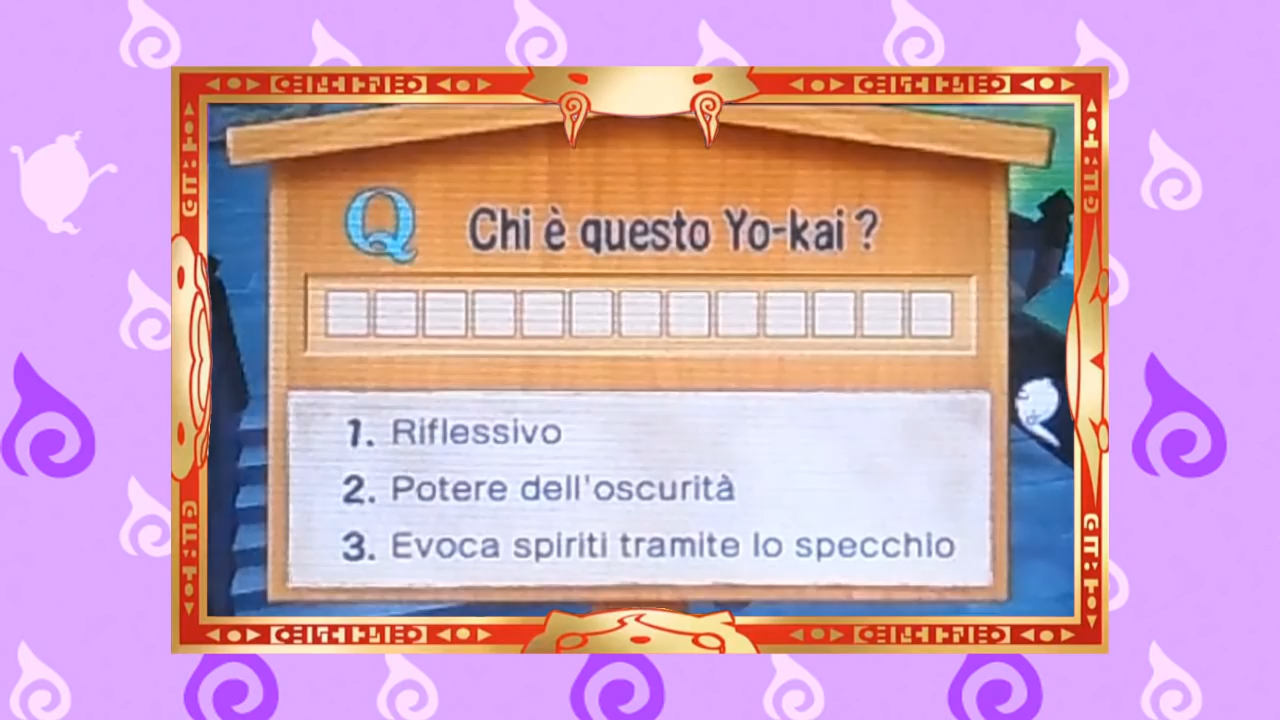 Q Chi è questo Yo-kai ?
1. Riflessivo
2. Potere dell'oscurità
3. Evoca spiriti tramite lo specchio